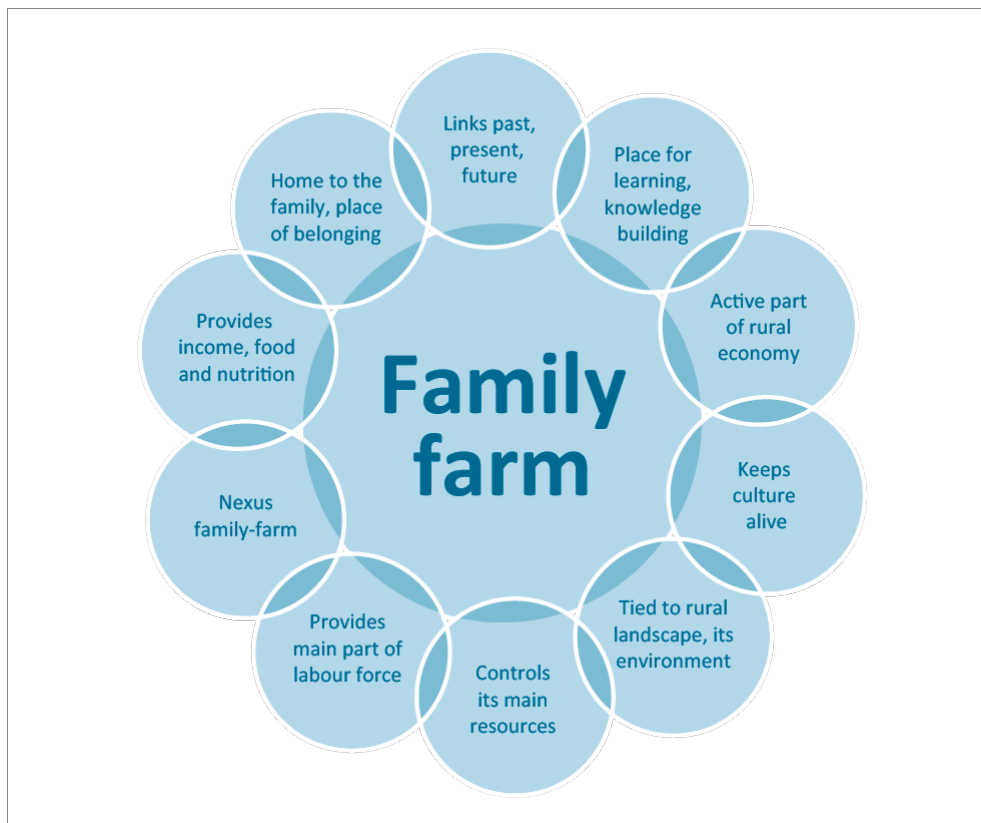 Links past,
present,
future
Place for
learning,
knowledge
building
Active part
of rural
economy
Keeps
culture
alive
Tied to rural
landscape, its
environment
Controls
its main
resources
Provides
main part of
labour force
Nexus
family-farm
Provides
income, food
and nutrition
Home to the
family, place
of belonging
Family
farm